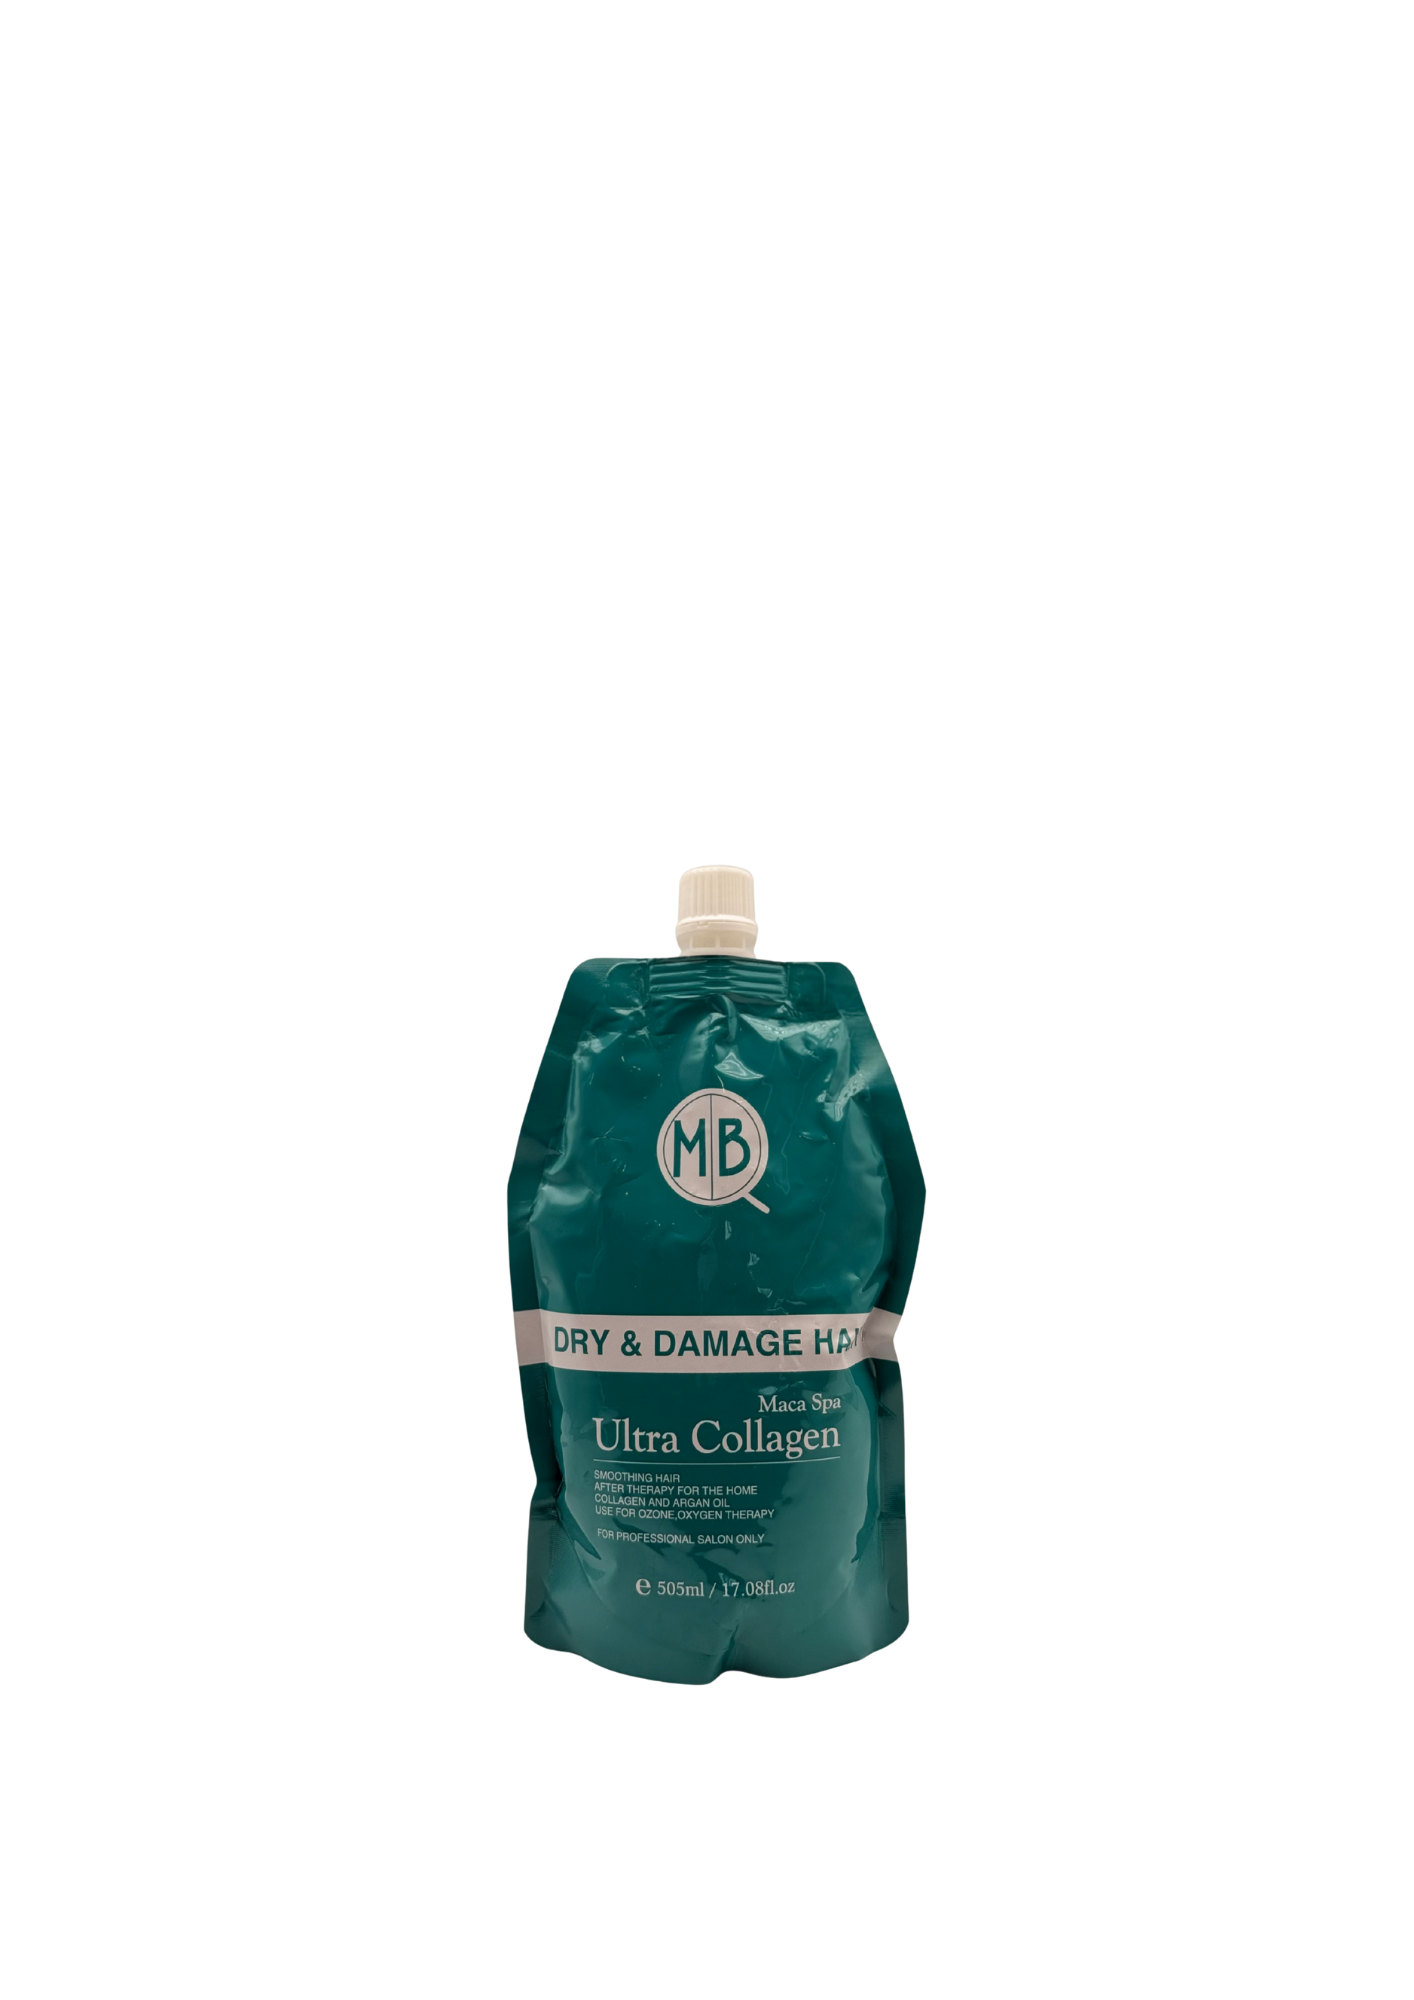 MB
DRY & DAMAGE HAI
Maca Spa
Ultra Collagen
SMOOTHING HAIR
AFTER THERAPY FOR THE HOME
COLLAGEN AND ARGAN OIL
USE FOR OZONE,OXYGEN THERAPY
FOR PROFESSIONAL SALON ONLY
e 505ml / 17.08fl.oz